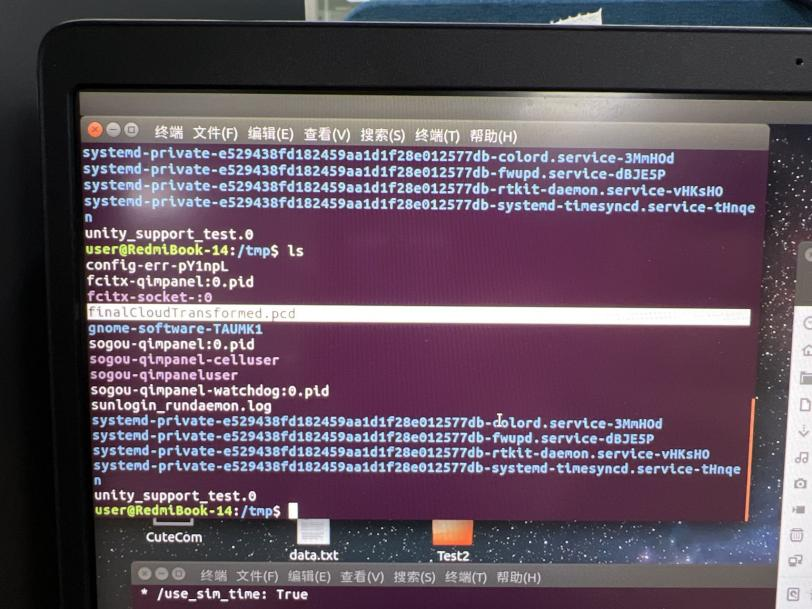 终端 文件(F) 编辑(E) 查看(V) 搜索(S) 终端(T) 帮助(H)
systemd-private-e529438fd182459aa1d1f28e012577db-colord.service-3MmHOd
systemd-private-e529438fd182459aa1d1f28e012577db-fwupd.service-dBJE5P
systemd-private-e529438fd182459aa1d1f28e012577db-rtkit-daemon.service-vHKsHO
systemd-private-e529438fd182459aa1d1f28e012577db-systemd-timesyncd.service-tHnqe
n
unity_support_test.0
user@RedmiBook-14:/tmp$ ls
config-err-pY1npL
fcitx-qimpanel:0.pid
fcitx-socket-:0
finalCloudTransformed.pcd
gnome-software-TAUMK1
sogou-qimpanel:0.pid
sogou-qimpanel-celluser
sogou-qimpaneluser
sogou-qimpanel-watchdog:0.pid
sunlogin_rundaemon.log
systemd-private-e529438fd182459aa1d1f28e012577db-colord.service-3MmHOd
systemd-private-e529438fd182459aa1d1f28e012577db-fwupd.service-dBJE5P
systemd-private-e529438fd182459aa1d1f28e012577db-rtkit-daemon.service-vHKsHO
systemd-private-e529438fd182459aa1d1f28e012577db-systemd-timesyncd.service-tHnqe
n
unity_support_test.0
user@RedmiBook-14:/tmp$
CuteCom
data.txt
Test2
终端 文件(F) 编辑(E) 查看(V) 搜索(S) 终端(T) 帮助(H)
* /use_sim_time: True